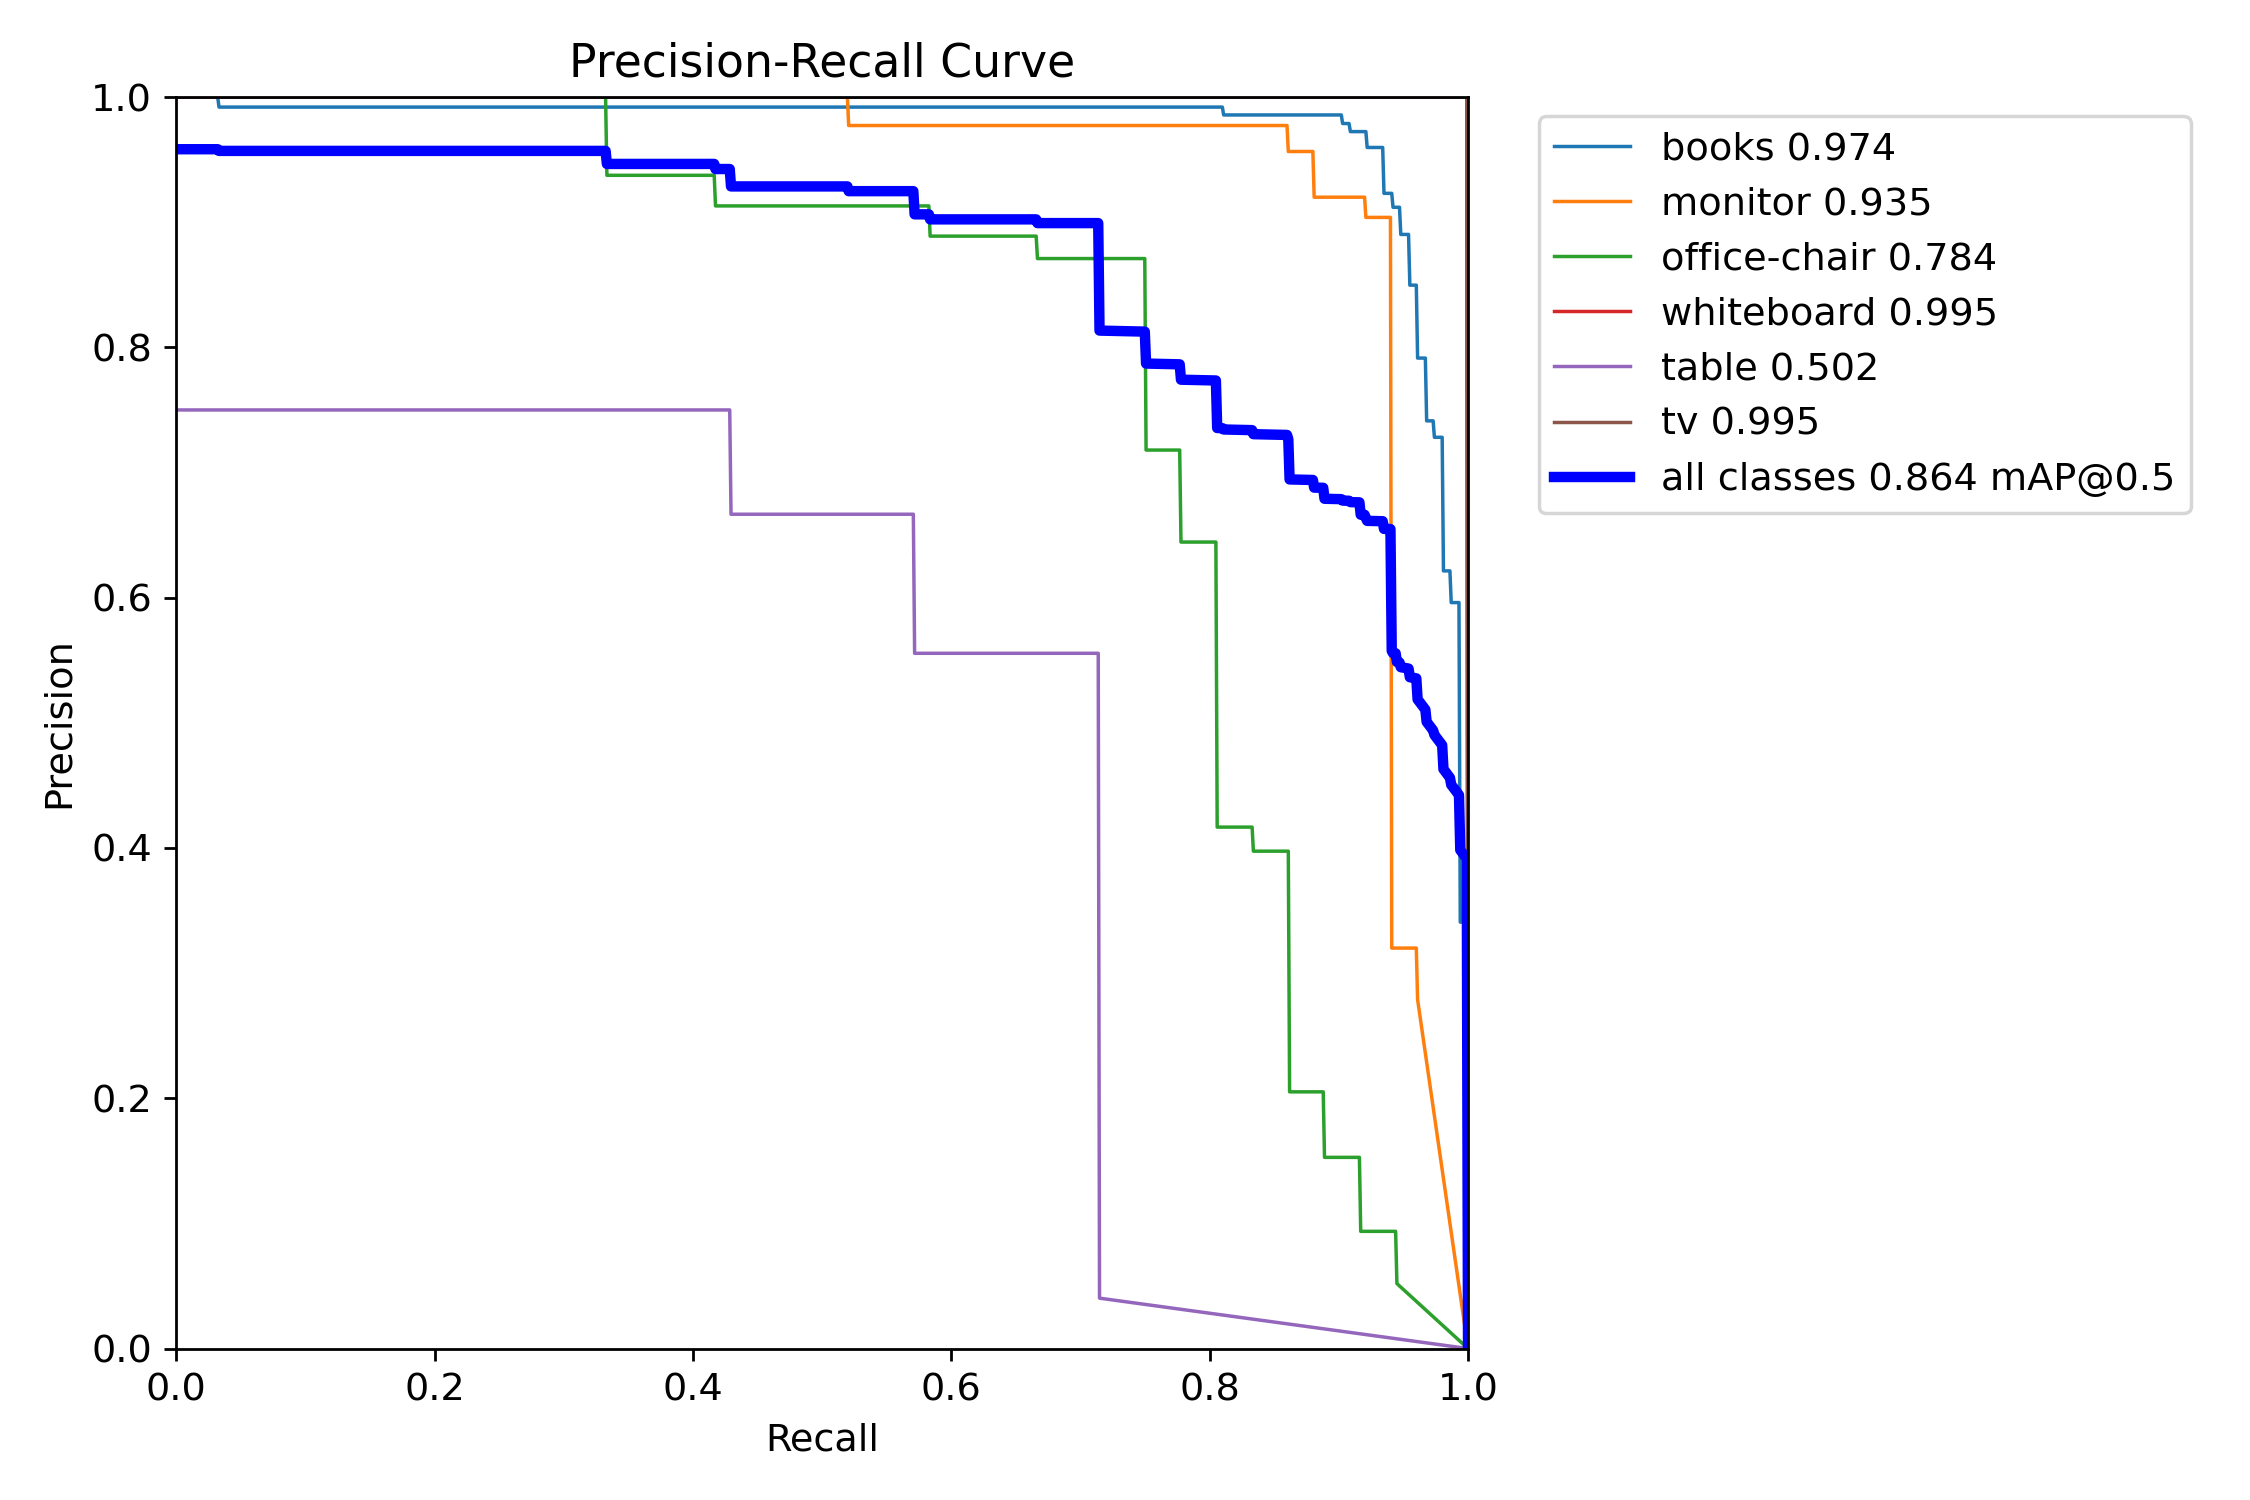 Precision-Recall Curve
1.0
0.8
0.6
0.4
0.2
0.0
Precision
0.0 0.2 0.4 0.6 0.8 1.0
Recall
books 0.974
monitor 0.935
office-chair 0.784
whiteboard 0.995
table 0.502
tv 0.995
all classes 0.864 mAP@0.5